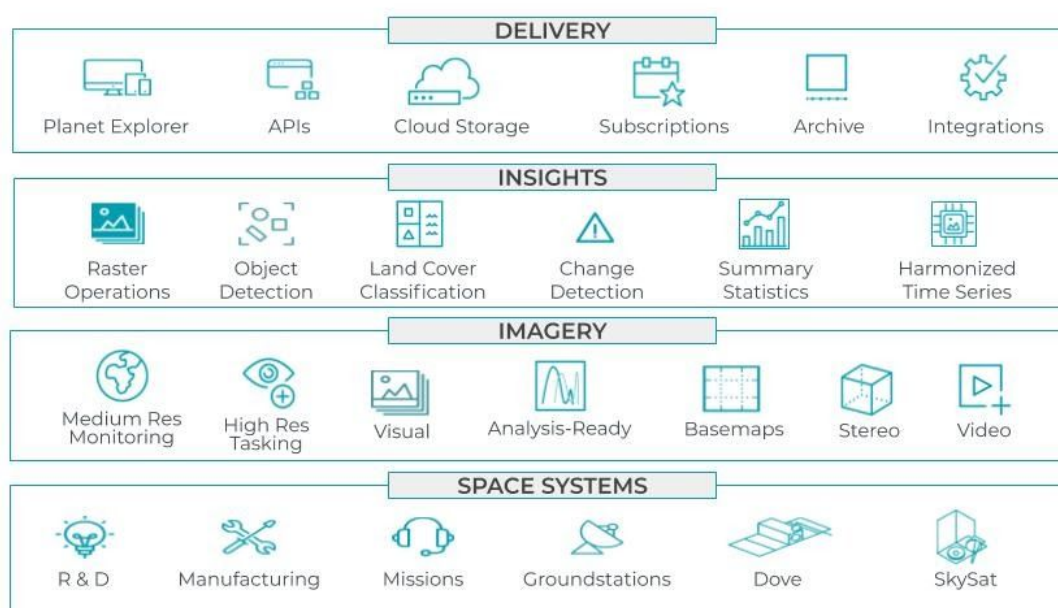 DELIVERY
Planet Explorer
APIs
Cloud Storage
Subscriptions
Archive
Integrations
INSIGHTS
Raster
Operations
Object
Detection
Land Cover
Classification
Change
Detection
Summary
Statistics
Harmonized
Time Series
IMAGERY
Medium Res
Monitoring
High Res
Tasking
Visual
Analysis-Ready
Basemaps
Stereo
Video
SPACE SYSTEMS
R & D
Manufacturing
Missions
Groundstations
Dove
SkySat